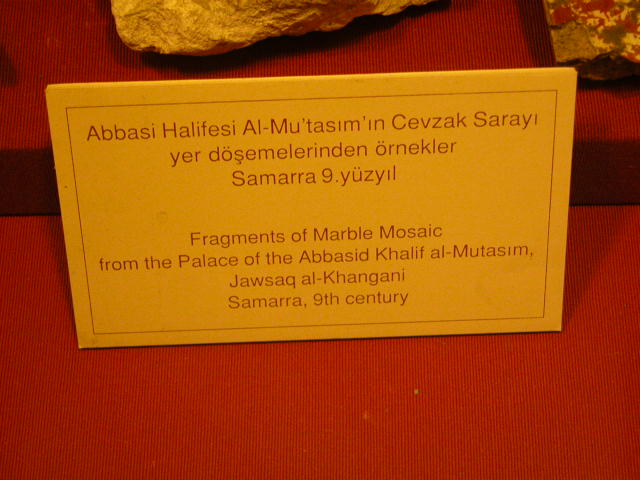 Abbasi Halifesi Al-Mu'tasım'ın Cevzak Sarayı
yer döşemelerinden örnekler
Samarra 9.yüzyıl
Fragments of Marble Mosaic
from the Palace of the Abbasid Khalif al-Mutasım,
Jawsaq al-Khangani
Samarra, 9th century